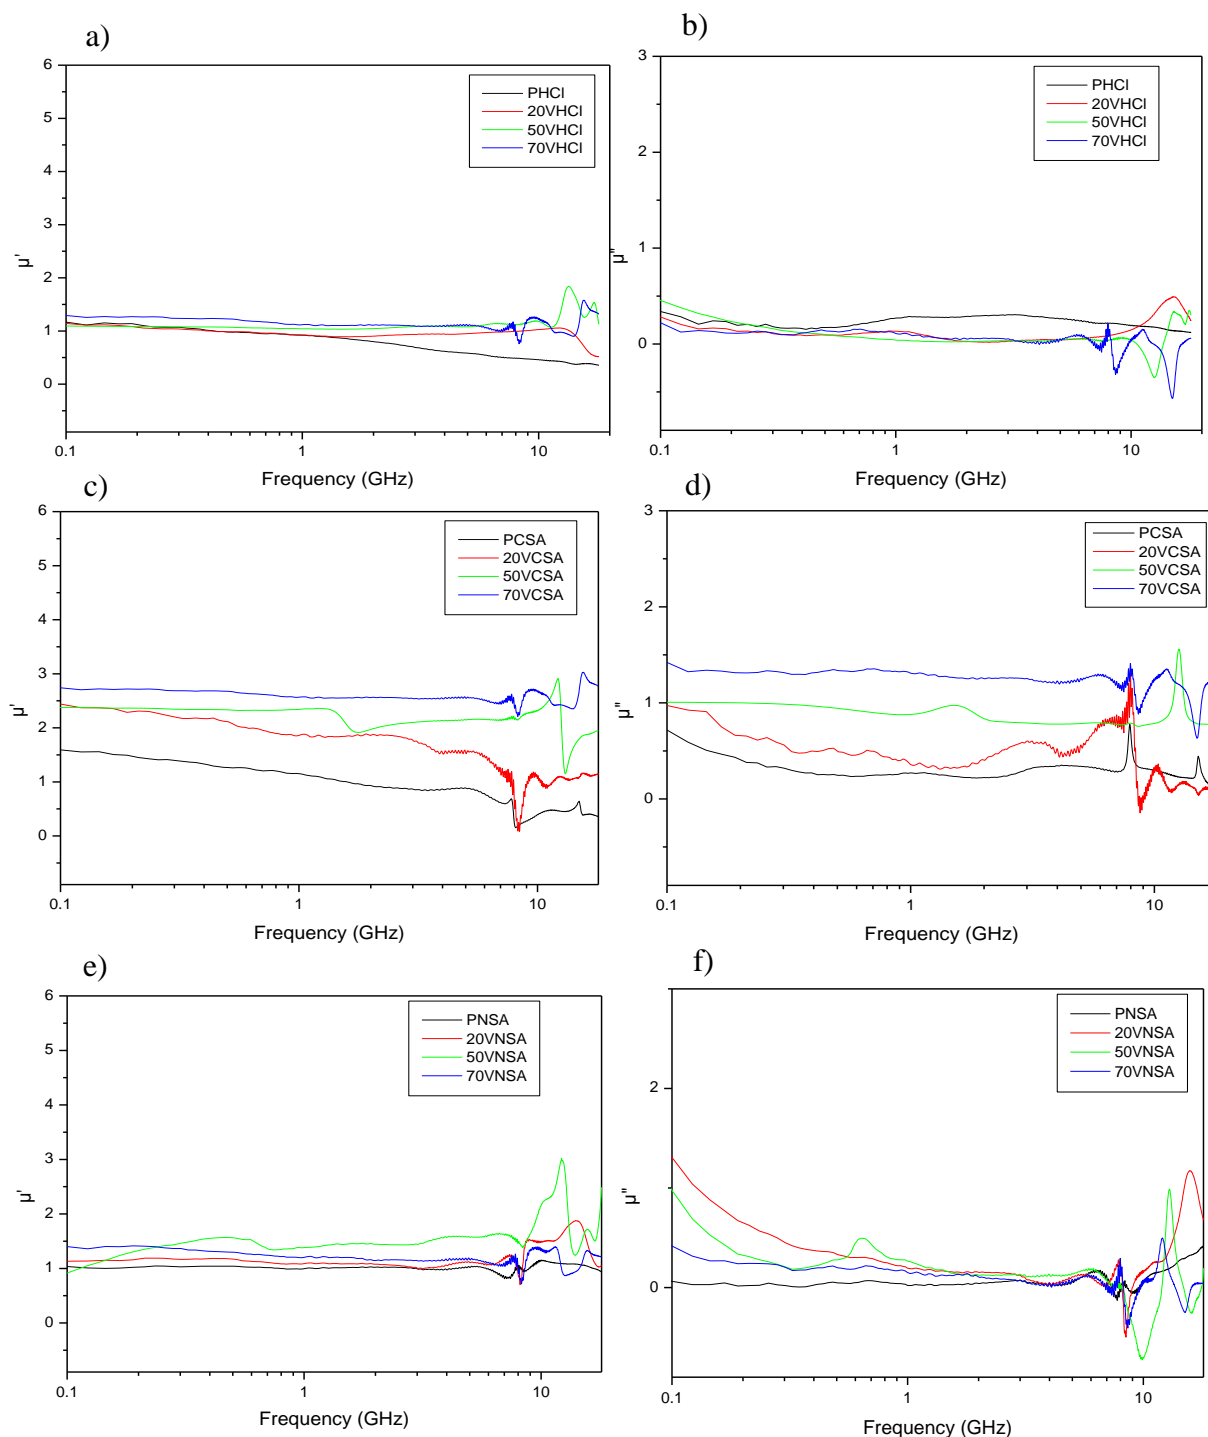 a)
6
5
4
3
2
1
0
µ'
PHCl
20VHCl
50VHCl
70VHCl
0.1
1
10
Frequency (GHz)
b)
3
2
1
0
µ"
PHCl
20VHCl
50VHCl
70VHCl
0.1
1
10
Frequency (GHz)
c)
6
5
4
3
2
1
0
µ'
PCSA
20VCSA
50VCSA
70VCSA
0.1
1
10
Frequency (GHz)
d)
3
2
1
0
µ"
PCSA
20VCSA
50VCSA
70VCSA
0.1
1
10
Frequency (GHz)
e)
6
5
4
3
2
1
0
µ'
PNSA
20VNSA
50VNSA
70VNSA
0.1
1
10
Frequency (GHz)
f)
2
1
0
µ"
PNSA
20VNSA
50VNSA
70VNSA
0.1
1
10
Frequency (GHz)